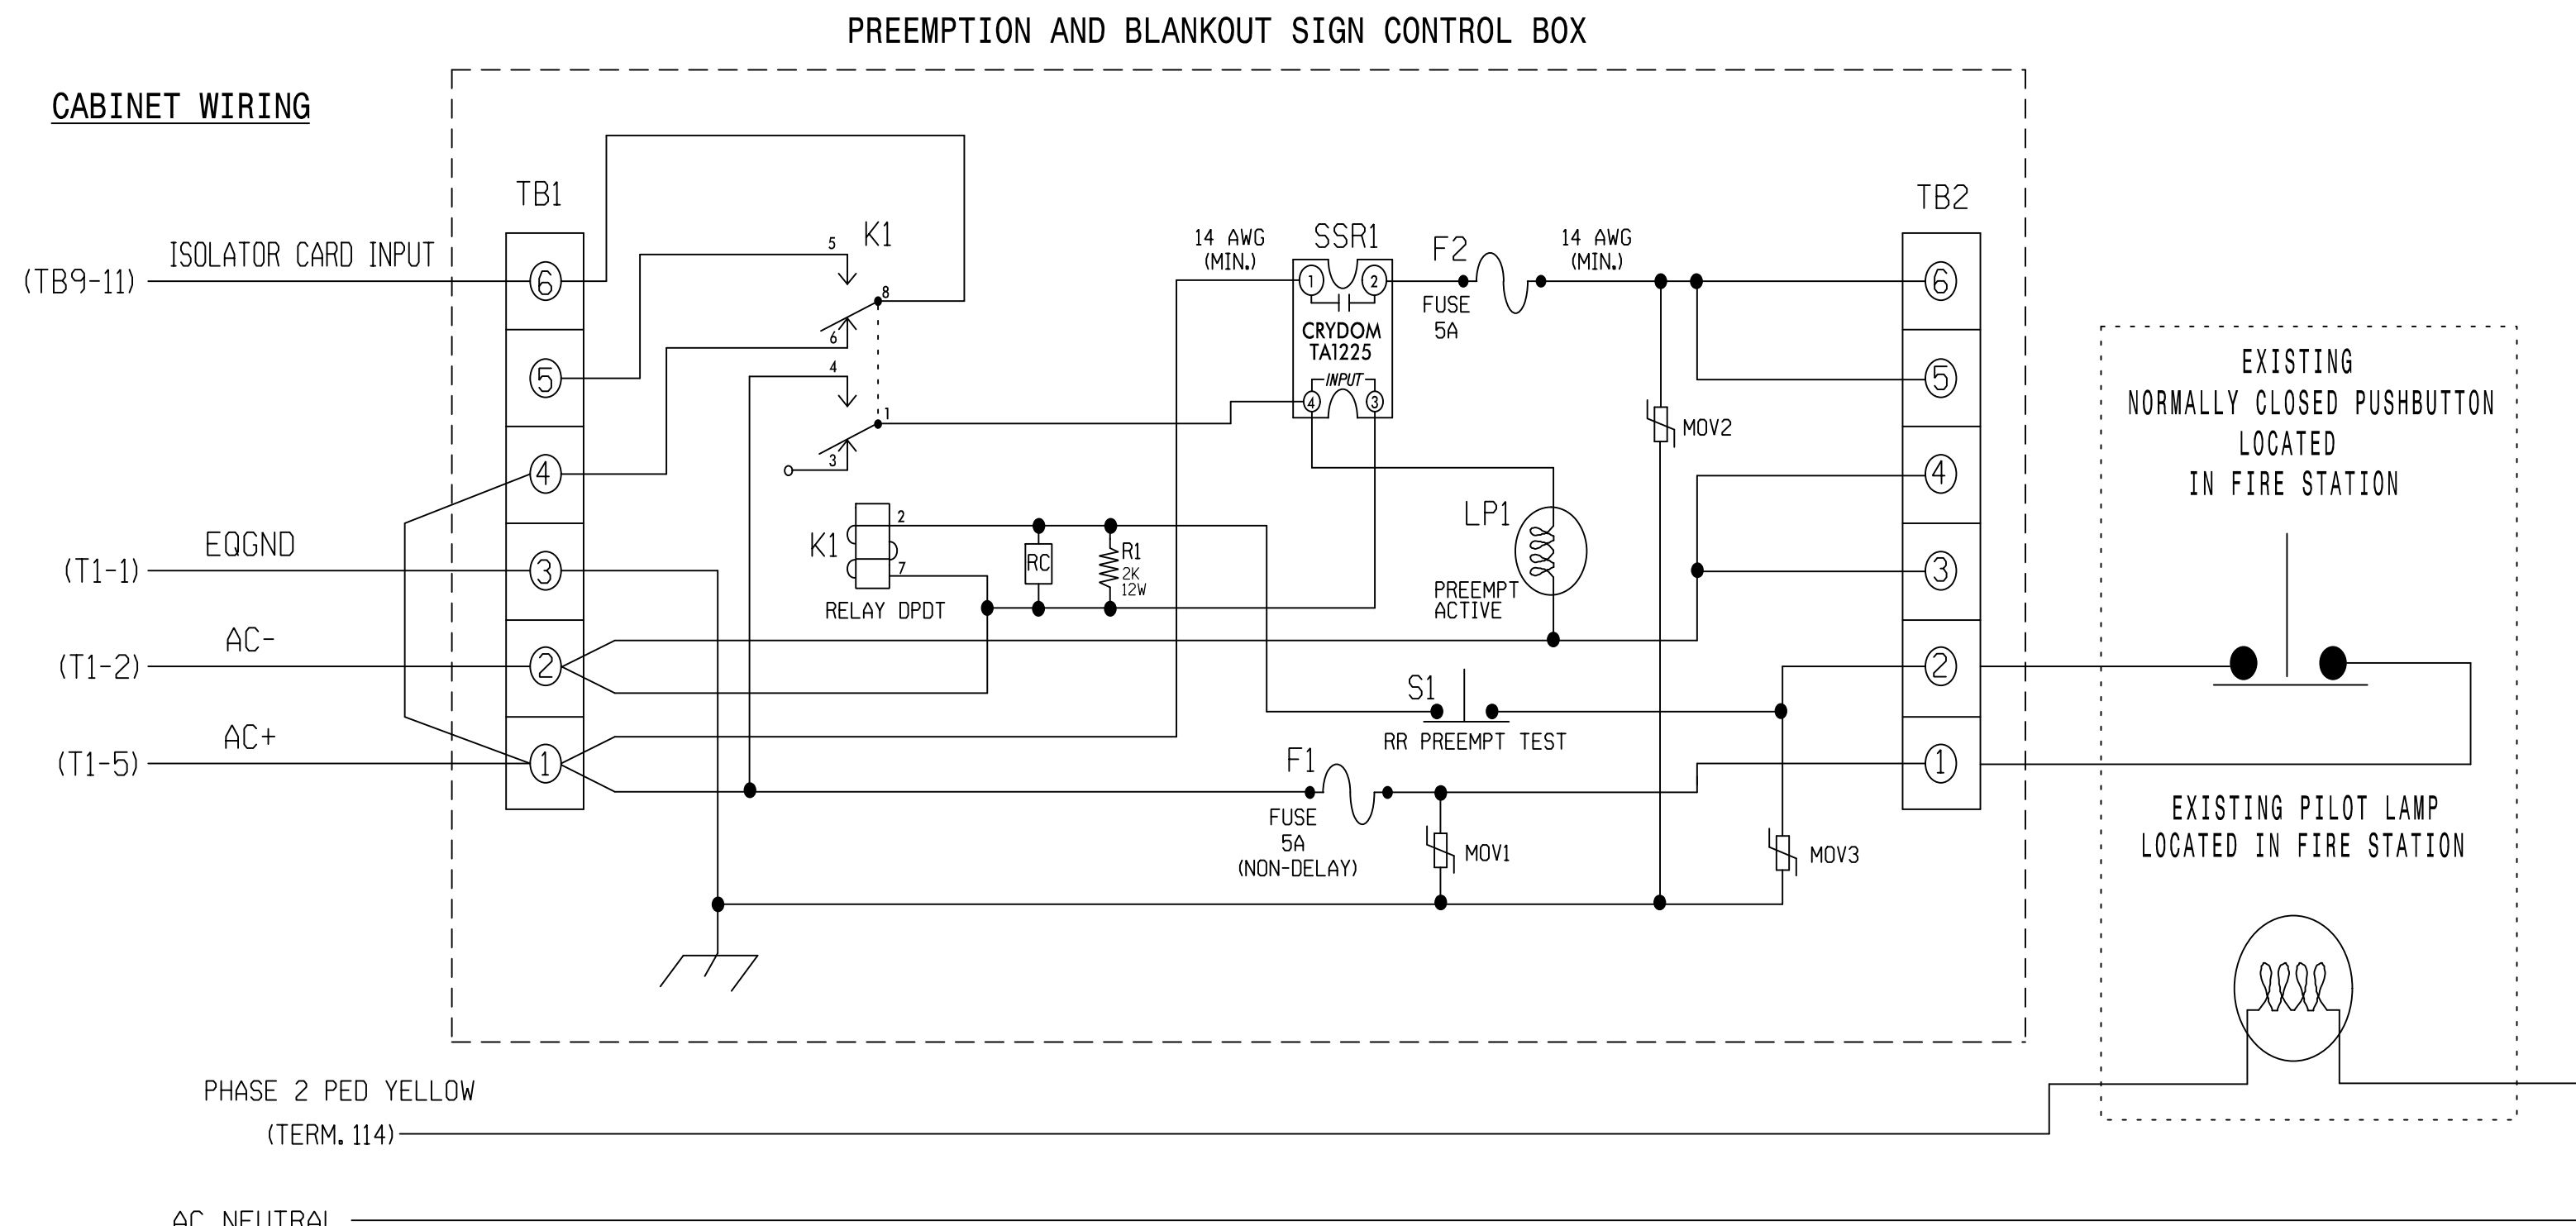 PREEMPTION AND BLANKOUT SIGN CONTROL BOX
CABINET WIRING
TB1
TB2
(TB9-11)
ISOLATOR CARD INPUT
6
5
4
3
2
1
EQGND
(T1-1)
AC-
(T1-2)
AC+
(T1-5)
K1
5
8
6
4
1
3
K1
2
7
RELAY DPDT
RC
R1
2K
12W
14 AWG
(MIN.)
SSR1
1
2
CRYDOM
TA1225
INPUT
4
3
F2
FUSE
5A
14 AWG
(MIN.)
MOV2
LP1
PREEMPT
ACTIVE
S1
RR PREEMPT TEST
F1
FUSE
5A
(NON-DELAY)
MOV1
MOV3
6
5
4
3
2
1
EXISTING
NORMALLY CLOSED PUSHBUTTON
LOCATED
IN FIRE STATION
EXISTING PILOT LAMP
LOCATED IN FIRE STATION
PHASE 2 PED YELLOW
(TERM. 114)
AC NEUTRAL